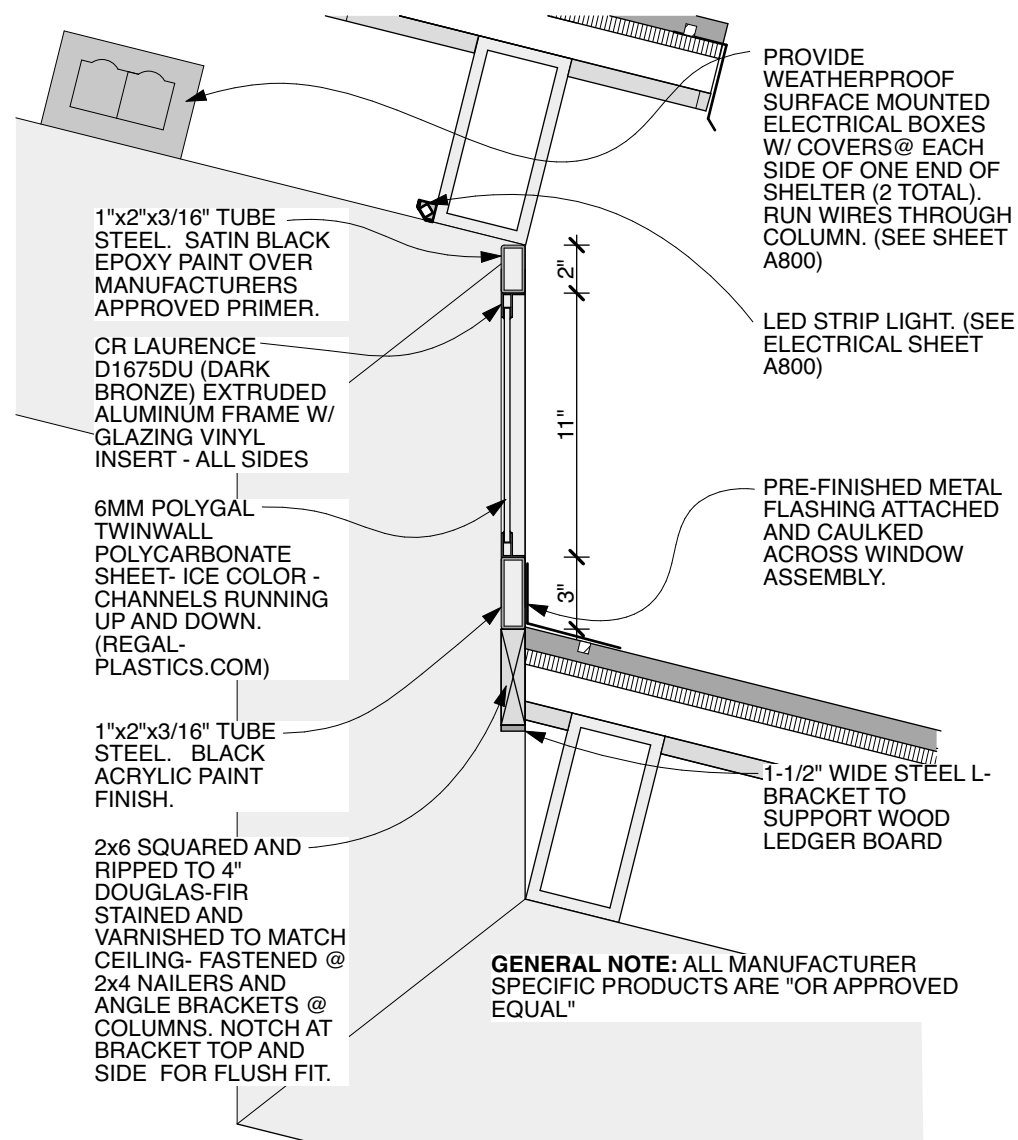 PROVIDE
WEATHERPROOF
SURFACE MOUNTED
ELECTRICAL BOXES
W/ COVERS@ EACH
SIDE OF ONE END OF
SHELTER (2 TOTAL).
RUN WIRES THROUGH
COLUMN. (SEE SHEET
A800)
1"x2"x3/16" TUBE
STEEL. SATIN BLACK
EPOXY PAINT OVER
MANUFACTURERS
APPROVED PRIMER.
2"
LED STRIP LIGHT. (SEE
ELECTRICAL SHEET
A800)
CR LAURENCE
D1675DU (DARK
BRONZE) EXTRUDED
ALUMINUM FRAME W/
GLAZING VINYL
INSERT - ALL SIDES
11"
6MM POLYGAL
TWINWALL
POLYCARBONATE
SHEET- ICE COLOR -
CHANNELS RUNNING
UP AND DOWN.
(REGAL-
PLASTICS.COM)
PRE-FINISHED METAL
FLASHING ATTACHED
AND CAULKED
ACROSS WINDOW
ASSEMBLY.
3"
1"x2"x3/16" TUBE
STEEL. BLACK
ACRYLIC PAINT
FINISH.
1-1/2" WIDE STEEL L-
BRACKET TO
SUPPORT WOOD
LEDGER BOARD
2x6 SQUARED AND
RIPPED TO 4"
DOUGLAS-FIR
STAINED AND
VARNISHED TO MATCH
CEILING- FASTENED @
2x4 NAILERS AND
ANGLE BRACKETS @
COLUMNS. NOTCH AT
BRACKET TOP AND
SIDE FOR FLUSH FIT.
GENERAL NOTE: ALL MANUFACTURER
SPECIFIC PRODUCTS ARE "OR APPROVED
EQUAL"